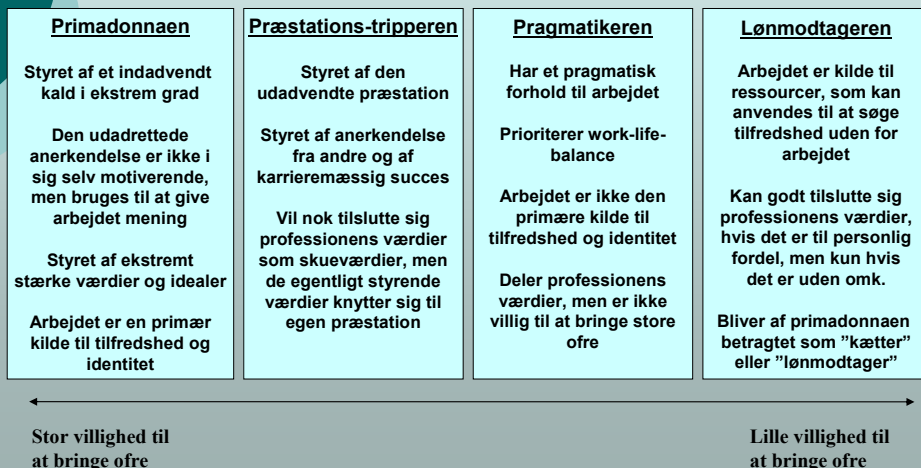 Primadonnaen
Styret af et indadvendt
kald i ekstrem grad
Den udadrettede
anerkendelse er ikke i
sig selv motiverende,
men bruges til at give
arbejdet mening
Styret af ekstremt
stærke værdier og idealer
Arbejdet er en primær
kilde til tilfredshed og
identitet
Præstations-tripperen
Styret af den
udadvendte præstation
Styret af anerkendelse
fra andre og af
karrieremæssig succes
Vil nok tilslutte sig
professionens værdier
som skueværdier, men
de egentligt styrende
værdier knytter sig til
egen præstation
Pragmatikeren
Har et pragmatisk
forhold til arbejdet
Prioriterer work-life-
balance
Arbejdet er ikke den
primære kilde til
tilfredshed og identitet
Deler professionens
værdier, men er ikke
villig til at bringe store
ofre
Lønmodtageren
Arbejdet er kilde til
ressourcer, som kan
anvendes til at søge
tilfredshed uden for
arbejdet
Kan godt tilslutte sig
professionens værdier,
hvis det er til personlig
fordel, men kun hvis
det er uden omk.
Bliver af primadonnaen
betragtet som ”kætter”
eller ”lønmodtager”
Stor villighed til
at bringe ofre
Lille villighed til
at bringe ofre